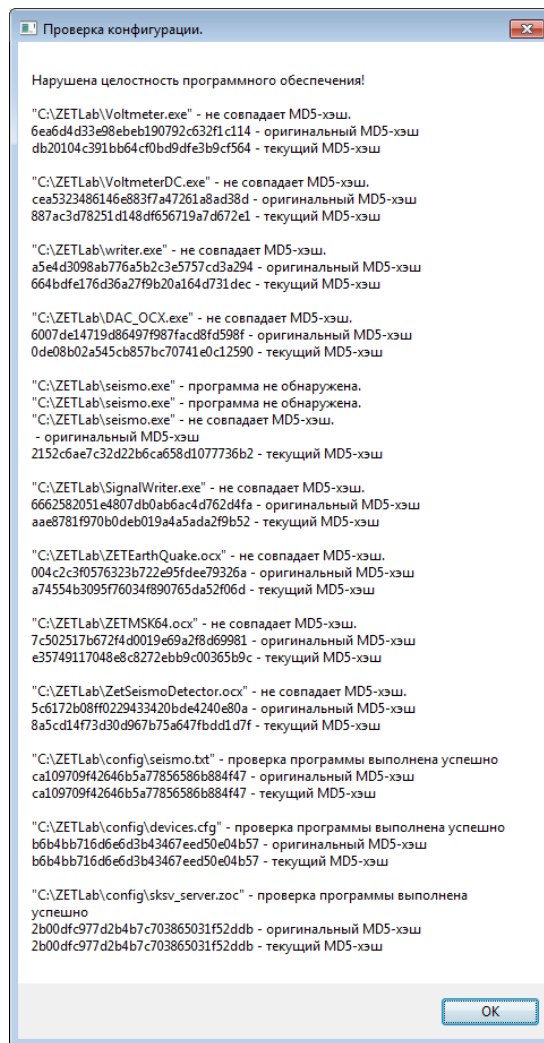 Проверка конфигурации.
Нарушена целостность программного обеспечения!
"C:\ZETLab\Voltmeter.exe" - не совпадает MD5-хэш.
6ea6d4d33e98ebeb190792c632f1c114 - оригинальный MD5-хэш
db20104c391bb64cf0bd9dfe3b9cf564 - текущий MD5-хэш
"C:\ZETLab\VoltmeterDC.exe" - не совпадает MD5-хэш.
cea5323486146e883f7a47261a8ad38d - оригинальный MD5-хэш
887ac3d78251d148df656719a7d672e1 - текущий MD5-хэш
"C:\ZETLab\writer.exe" - не совпадает MD5-хэш.
a5e4d3098ab776a5b2c3e5757cd3a294 - оригинальный MD5-хэш
664bdfe176d36a27f9b20a164d731dec - текущий MD5-хэш
"C:\ZETLab\DAC_OCX.exe" - не совпадает MD5-хэш.
6007de14719d86497f987facd8fd598f - оригинальный MD5-хэш
0de08b02a545cb857bc70741e0c12590 - текущий MD5-хэш
"C:\ZETLab\seismo.exe" - программа не обнаружена.
"C:\ZETLab\seismo.exe" - программа не обнаружена.
"C:\ZETLab\seismo.exe" - не совпадает MD5-хэш.
- оригинальный MD5-хэш
2152c6ae7c32d22b6ca658d1077736b2 - текущий MD5-хэш
"C:\ZETLab\SignalWriter.exe" - не совпадает MD5-хэш.
6662582051e4807db0ab6ac4d762d4fa - оригинальный MD5-хэш
aae8781f970b0deb019a4a5ada2f9b52 - текущий MD5-хэш
"C:\ZETLab\ZETEarthQuake.ocx" - не совпадает MD5-хэш.
004c2c3f0576323b722e95fdee79326a - оригинальный MD5-хэш
a74554b3095f76034f890765da52f06d - текущий MD5-хэш
"C:\ZETLab\ZETMSK64.ocx" - не совпадает MD5-хэш.
7c502517b672f4d0019e69a2f8d69981 - оригинальный MD5-хэш
e35749117048e8c8272ebb9c00365b9c - текущий MD5-хэш
"C:\ZETLab\ZetSeismoDetector.ocx" - не совпадает MD5-хэш.
5c6172b08ff0229433420bde4240e80a - оригинальный MD5-хэш
8a5cd14f73d30d967b75a647fbdd1d7f - текущий MD5-хэш
"C:\ZETLab\config\seismo.txt" - проверка программы выполнена успешно
ca109709f42646b5a77856586b884f47 - оригинальный MD5-хэш
ca109709f42646b5a77856586b884f47 - текущий MD5-хэш
"C:\ZETLab\config\devices.cfg" - проверка программы выполнена успешно
b6b4bb716d6e6d3b43467eed50e04b57 - оригинальный MD5-хэш
b6b4bb716d6e6d3b43467eed50e04b57 - текущий MD5-хэш
"C:\ZETLab\config\sksv_server.zoc" - проверка программы выполнена
успешно
2b00dfc977d2b4b7c703865031f52ddb - оригинальный MD5-хэш
2b00dfc977d2b4b7c703865031f52ddb - текущий MD5-хэш
OK